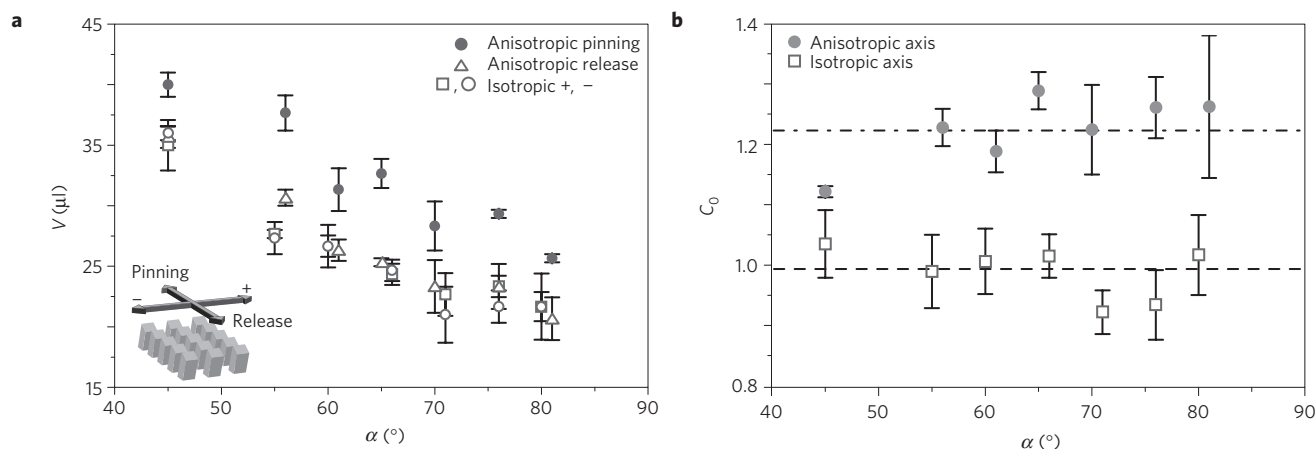 a
45
35
25
15
V (μl)
Anisotropic pinning
Anisotropic release
, Isotropic +, −
Pinning
−
+
Release
40
50
60
70
80
90
α (°)
b
1.4
1.2
1.0
0.8
C0
Anisotropic axis
Isotropic axis
40
50
60
70
80
90
α (°)